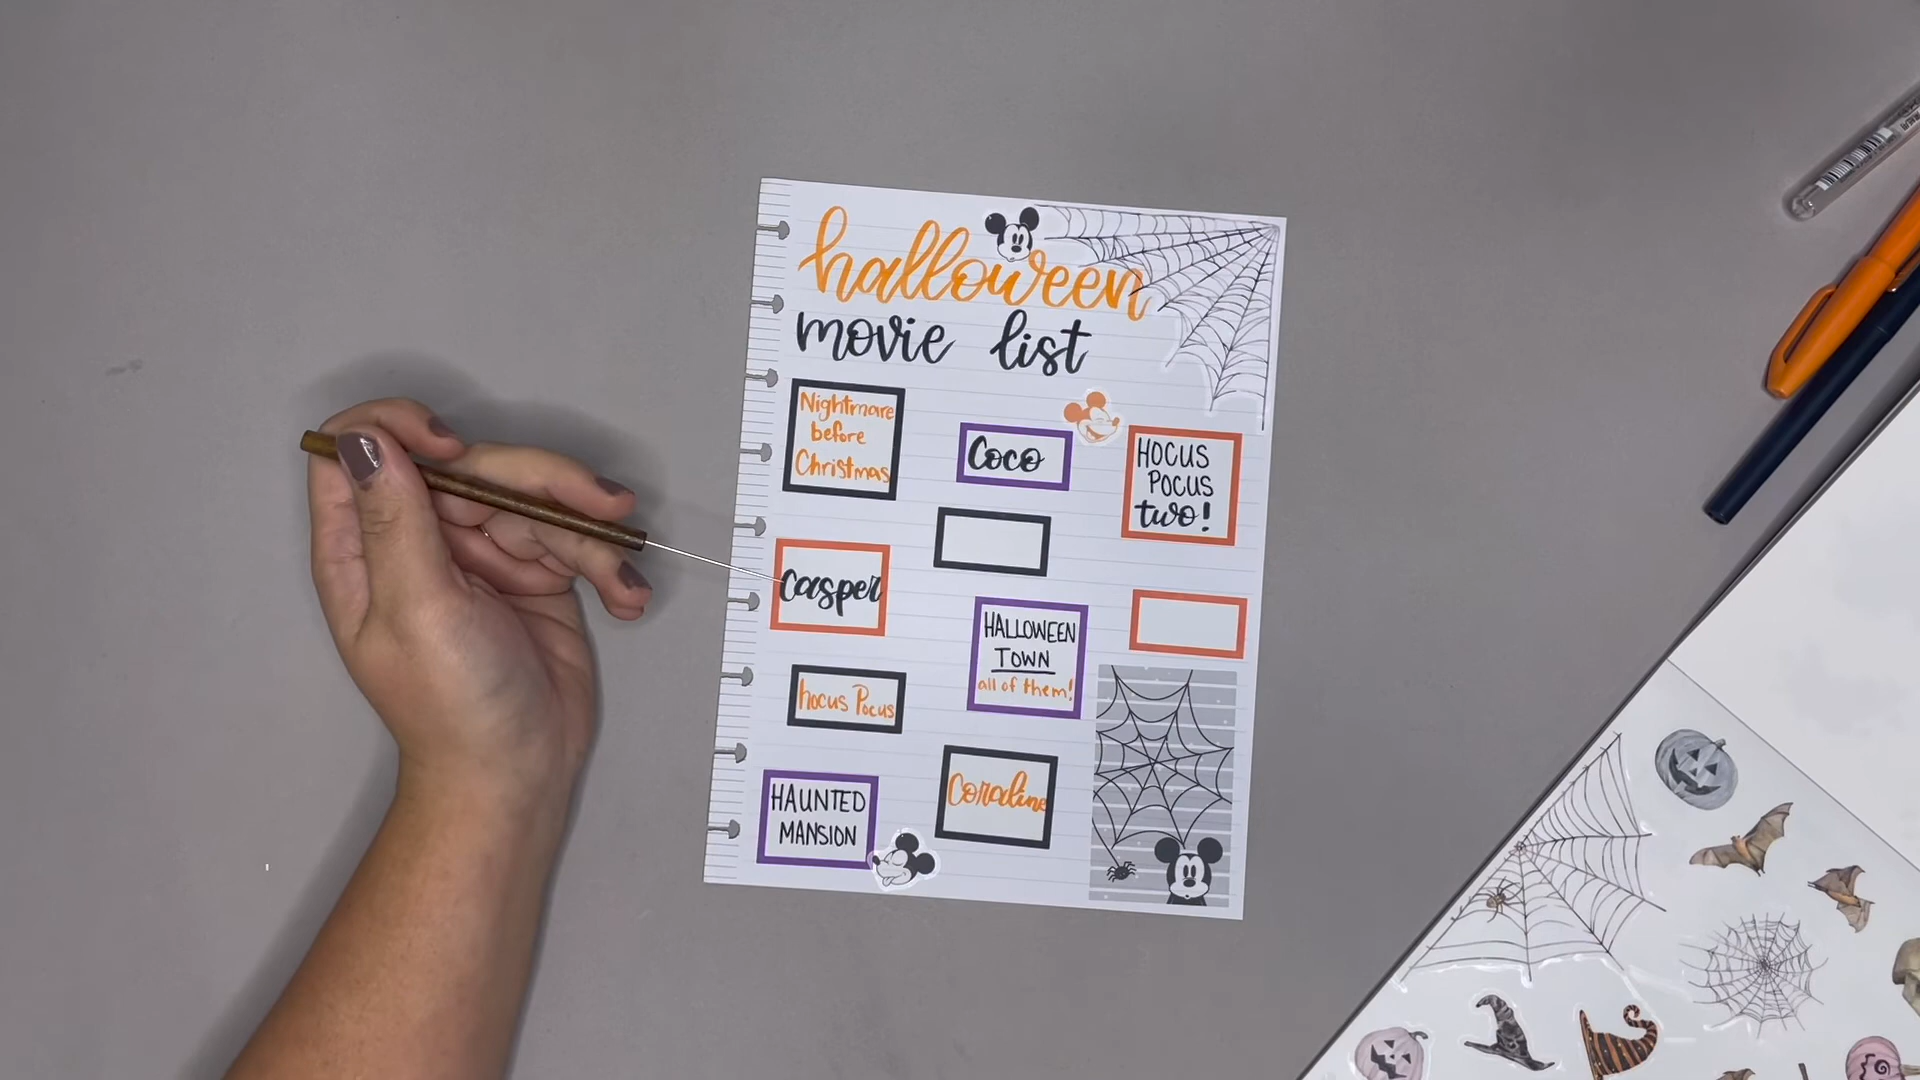 halloween
movie list
Nightmare
before
Christmas
Coco
HOCUS
POCUS
two!
Casper
HALLOWEEN
TOWN
all of them!
hocus Pocus
HAUNTED
MANSION
Coraline